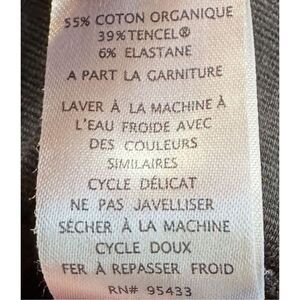 55% COTON ORGANIQUE
39%TENCEL®
6% ELASTANE
A PART LA GARNITURE
LAVER À LA MACHINE À
L'EAU FROIDE AVEC
DES COULEURS
SIMILAIRES
CYCLE DÉLICAT
NE PAS JAVELLISER
SÉCHER À LA MACHINE
CYCLE DOUX
FER À REPASSER FROID
RN# 95433